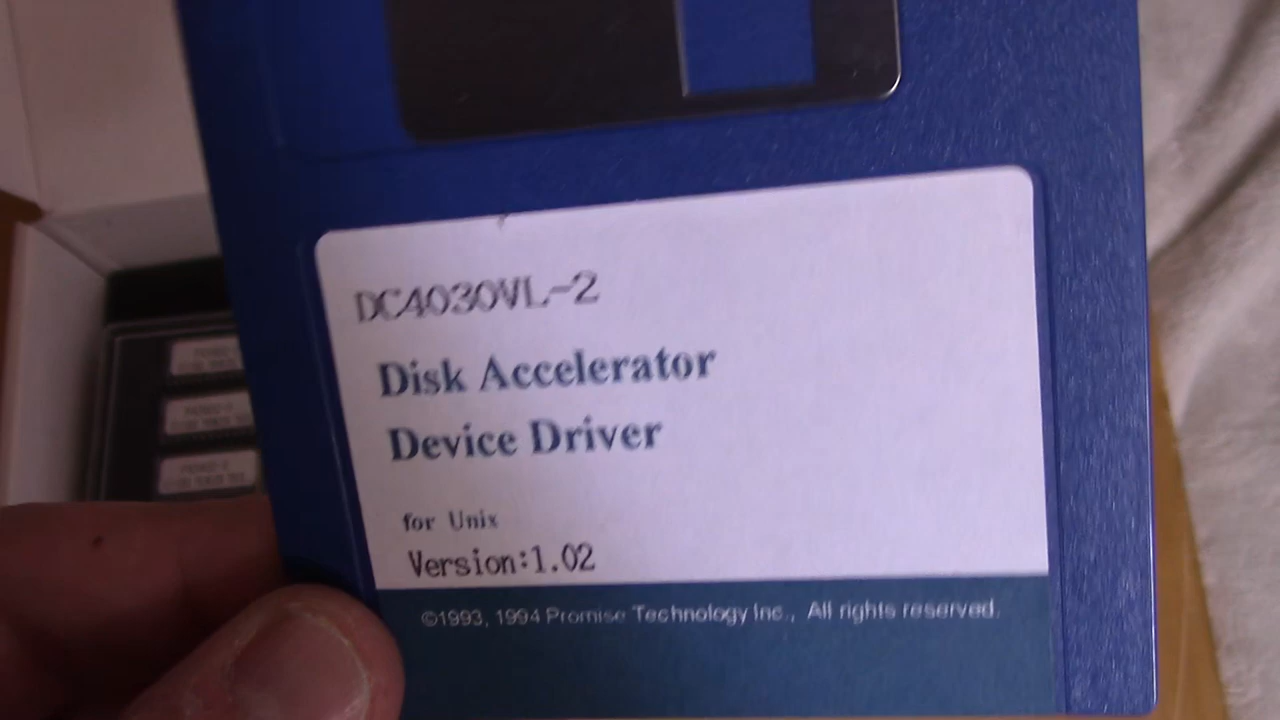 DC4030VL-2
Disk Accelerator
Device Driver
for Unix
Version:1.02
©1993, 1994 Promise Technology Inc., All rights reserved.